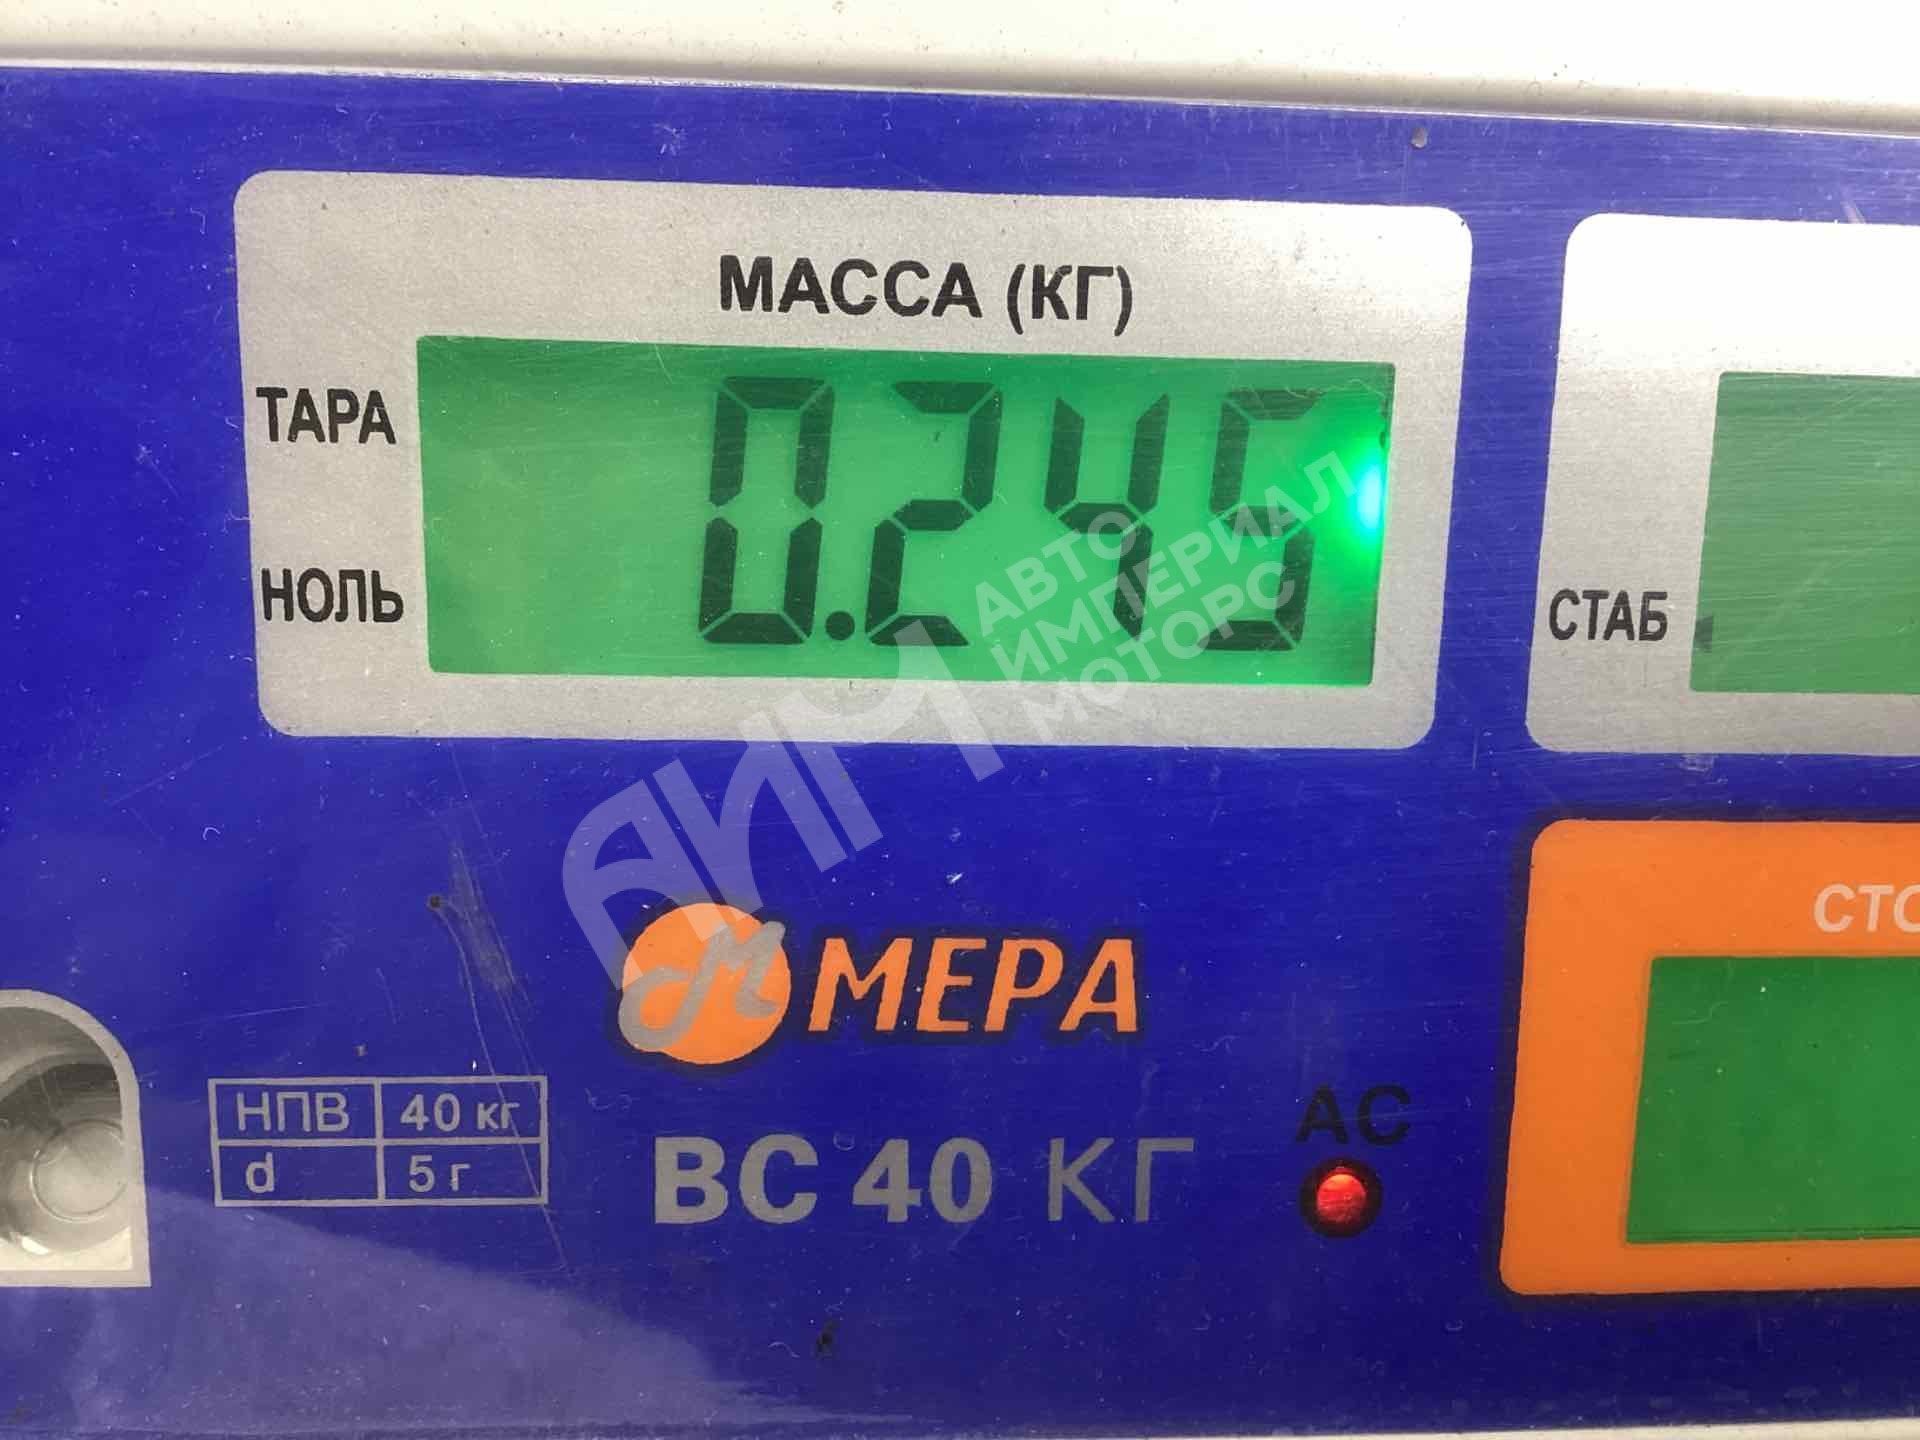 МАССА (КГ)
ТАРА
0.245
НОЛЬ
СТАБ
АИМ
АВТО
ИМПЕРИАЛ
МОТОРС
М МЕРА
НПВ 40 кг
d 5 г
ВС 40 КГ
АС